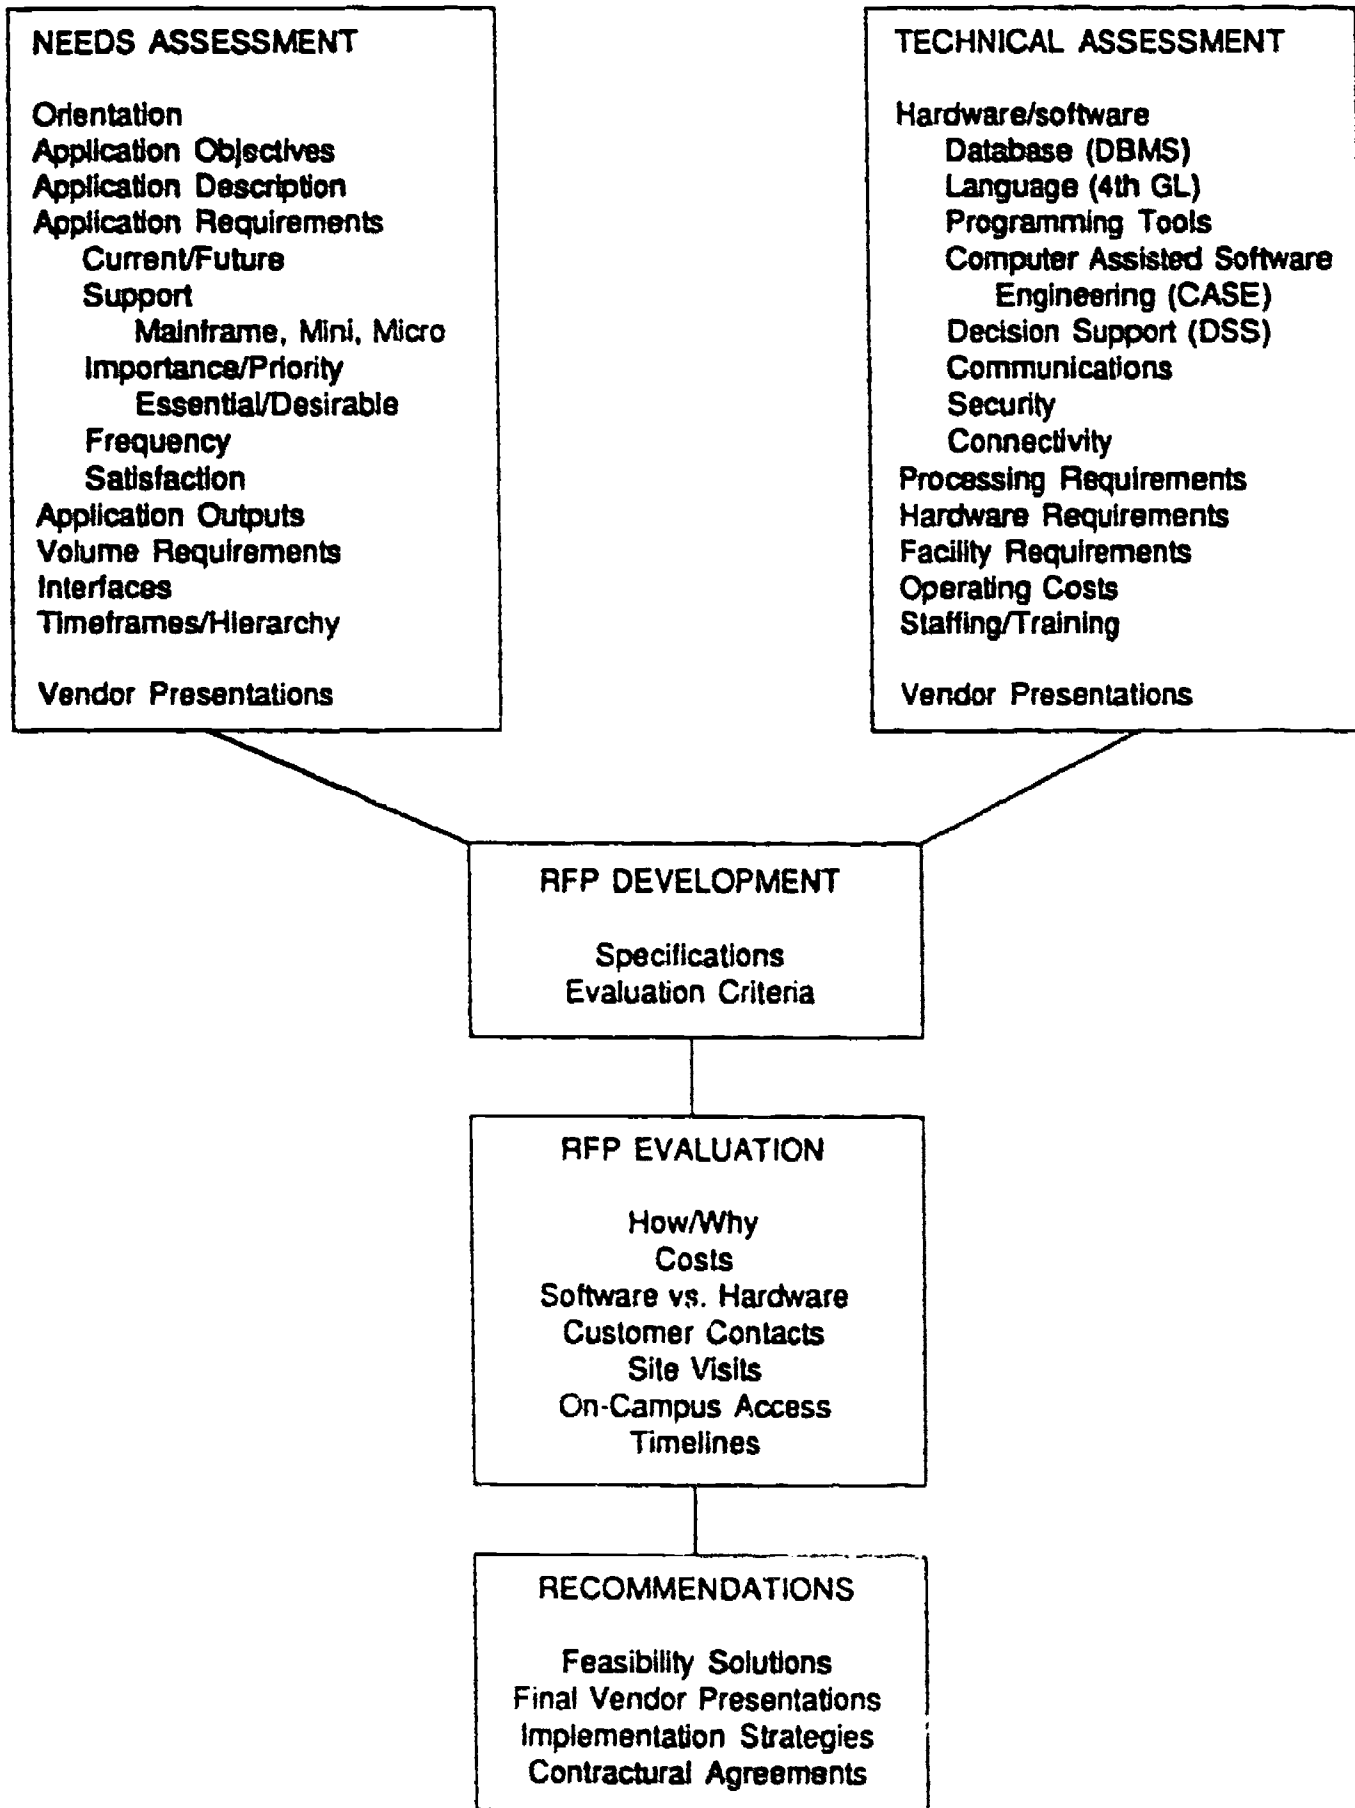 NEEDS ASSESSMENT
Orientation
Application Objectives
Application Description
Application Requirements
Current/Future
Support
Mainframe, Mini, Micro
Importance/Priority
Essential/Desirable
Frequency
Satisfaction
Application Outputs
Volume Requirements
Interfaces
Timeframes/Hierarchy
Vendor Presentations
TECHNICAL ASSESSMENT
Hardware/software
Database (DBMS)
Language (4th GL)
Programming Tools
Computer Assisted Software
Engineering (CASE)
Decision Support (DSS)
Communications
Security
Connectivity
Processing Requirements
Hardware Requirements
Facility Requirements
Operating Costs
Staffing/Training
Vendor Presentations
RFP DEVELOPMENT
Specifications
Evaluation Criteria
RFP EVALUATION
How/Why
Costs
Software vs. Hardware
Customer Contacts
Site Visits
On-Campus Access
Timelines
RECOMMENDATIONS
Feasibility Solutions
Final Vendor Presentations
Implementation Strategies
Contractural Agreements